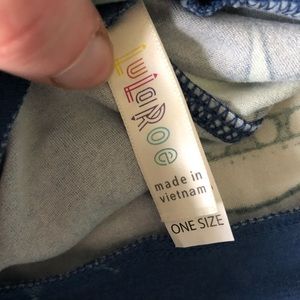 LuLaRoe
made in
vietnam
ONE SIZE